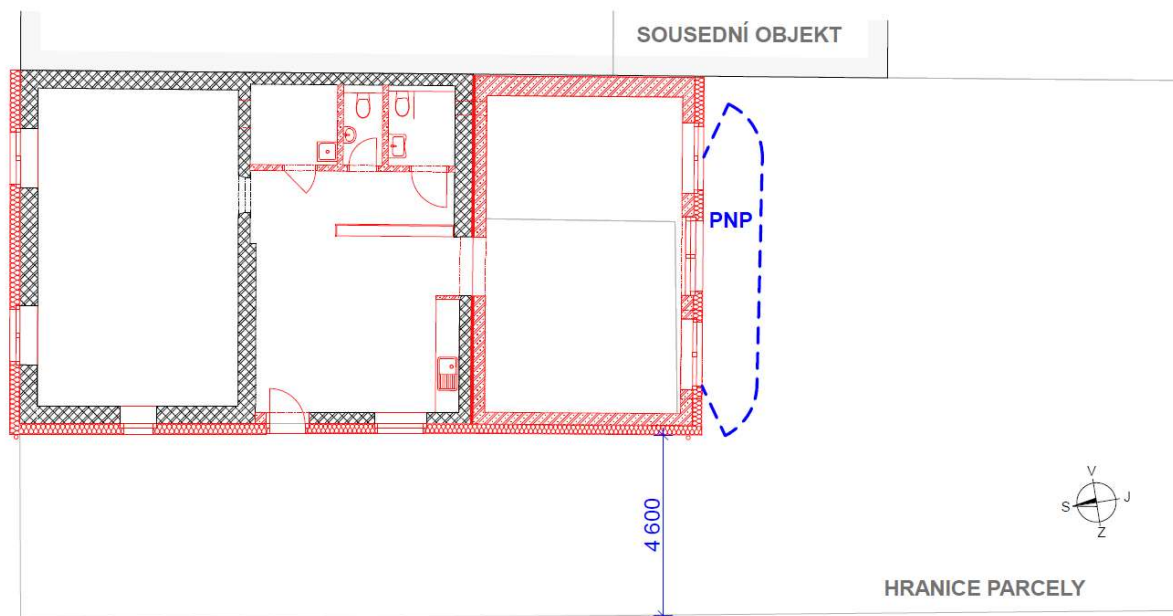 SOUSEDNÍ OBJEKT
PNP
4 600
V
S
J
Z
HRANICE PARCELY